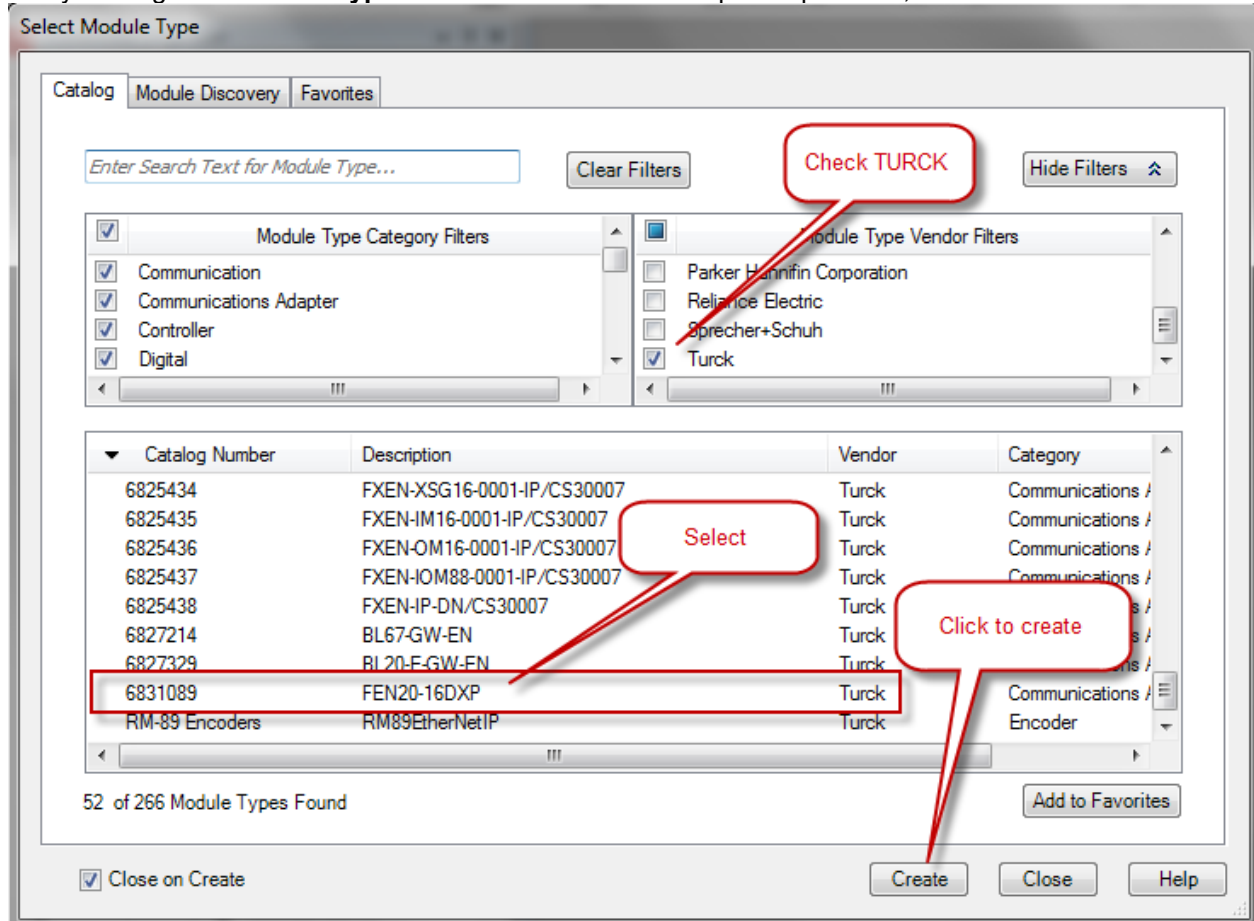 Select Module Type
Catalog Module Discovery Favorites
Enter Search Text for Module Type... Clear Filters Check TURCK Hide Filters
Module Type Category Filters Module Type Vendor Filters
Communication Parker Hannifin Corporation
Communications Adapter Reliance Electric
Controller Sprecher+Schuh
Digital Turck
Catalog Number Description Vendor Category
6825434 FXEN-XSG16-0001-IP/CS30007 Turck Communications
6825435 FXEN-IM16-0001-IP/CS30007 Turck Communications
6825436 FXEN-OM16-0001-IP/CS30007 Select Turck Communications
6825437 FXEN-IOM88-0001-IP/CS30007 Turck Communications
6825438 FXEN-IP-DN/CS30007 Turck
6827214 BL67-GW-EN Turck Click to create
6827329 BL20-E-GW-EN Turck
6831089 FEN20-16DXP Turck Communications
RM-89 Encoders RM89EtherNetIP Turck Encoder
52 of 266 Module Types Found Add to Favorites
Close on Create Create Close Help